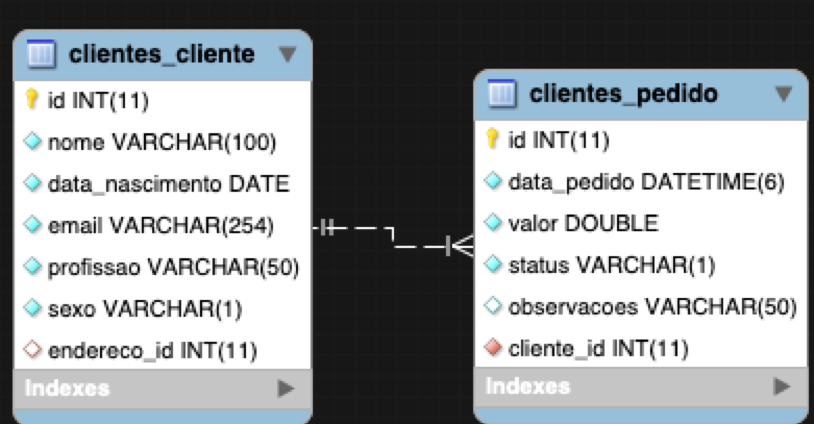 clientes_cliente
id INT(11)
nome VARCHAR(100)
data_nascimento DATE
email VARCHAR(254)
profissao VARCHAR(50)
sexo VARCHAR(1)
endereco_id INT(11)
Indexes
clientes_pedido
id INT(11)
data_pedido DATETIME(6)
valor DOUBLE
status VARCHAR(1)
observacoes VARCHAR(50)
cliente_id INT(11)
Indexes